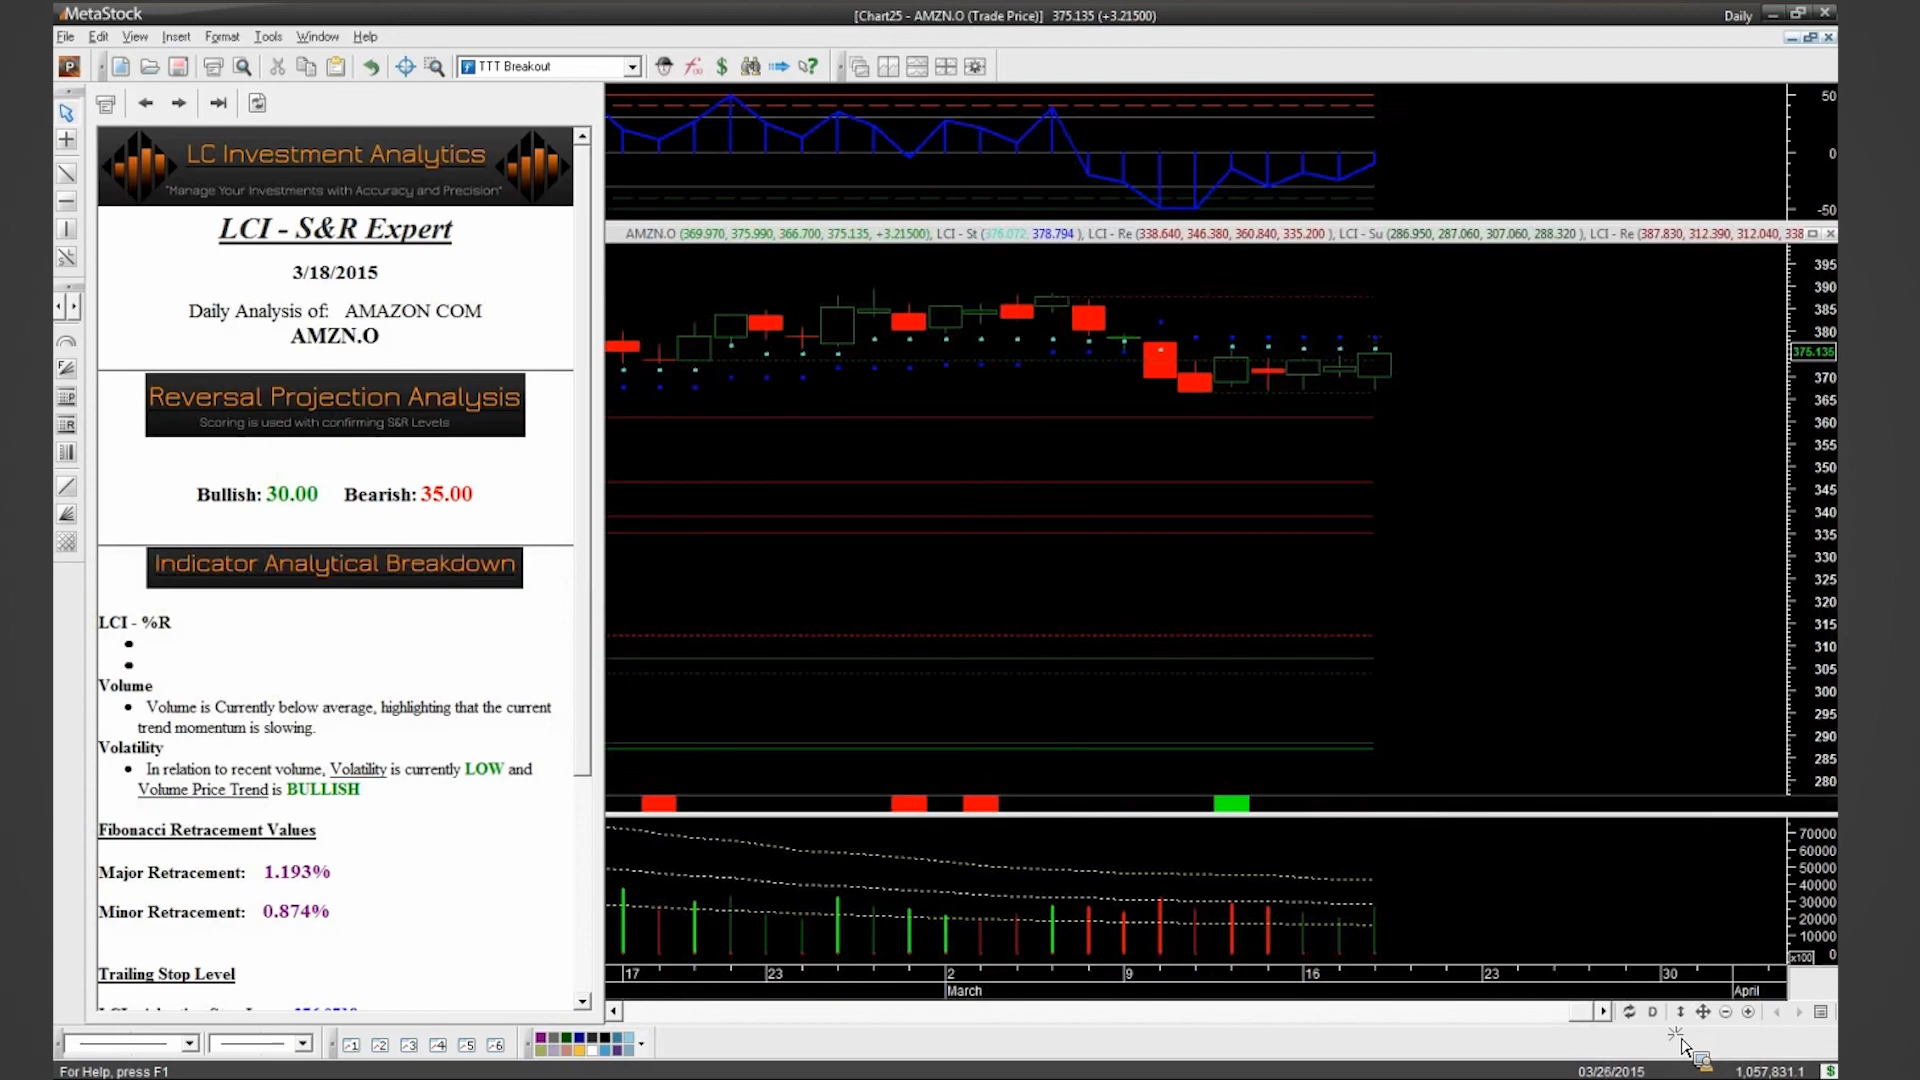 MetaStock
[Chart25 - AMZN.O (Trade Price)]   375.135 (+3.21500)
Daily
File Edit View Insert Format Tools Window Help
TTT Breakout
LC Investment Analytics
"Manage Your Investments with Accuracy and Precision"
LCI - S&R Expert
3/18/2015
Daily Analysis of: AMAZON COM
AMZN.O
Reversal Projection Analysis
Scoring is used with confirming S&R Levels
Bullish: 30.00 Bearish: 35.00
Indicator Analytical Breakdown
LCI - %R
Volume
Volume is Currently below average, highlighting that the current
trend momentum is slowing.
Volatility
In relation to recent volume, Volatility is currently LOW and
Volume Price Trend is BULLISH
Fibonacci Retracement Values
Major Retracement: 1.193%
Minor Retracement: 0.874%
Trailing Stop Level
50
0
-50
AMZN.O (369.970, 375.990, 366.700, 375.135, +3.21500), LCI - St (376.072, 378.794 ), LCI - Re (338.640, 346.380, 360.840, 335.200 ), LCI - Su (286.950, 287.060, 307.060, 288.320 ), LCI - Re (387.830, 312.390, 312.040, 338
395
390
385
380
375.135
370
365
360
355
350
345
340
335
330
325
320
315
310
305
300
295
290
285
280
70000
60000
50000
40000
30000
20000
10000
x100
0
17 23 2 9 16 23 30
March April
D
1 2 3 4 5 6
For Help, press F1
03/26/2015
1,057,831.1